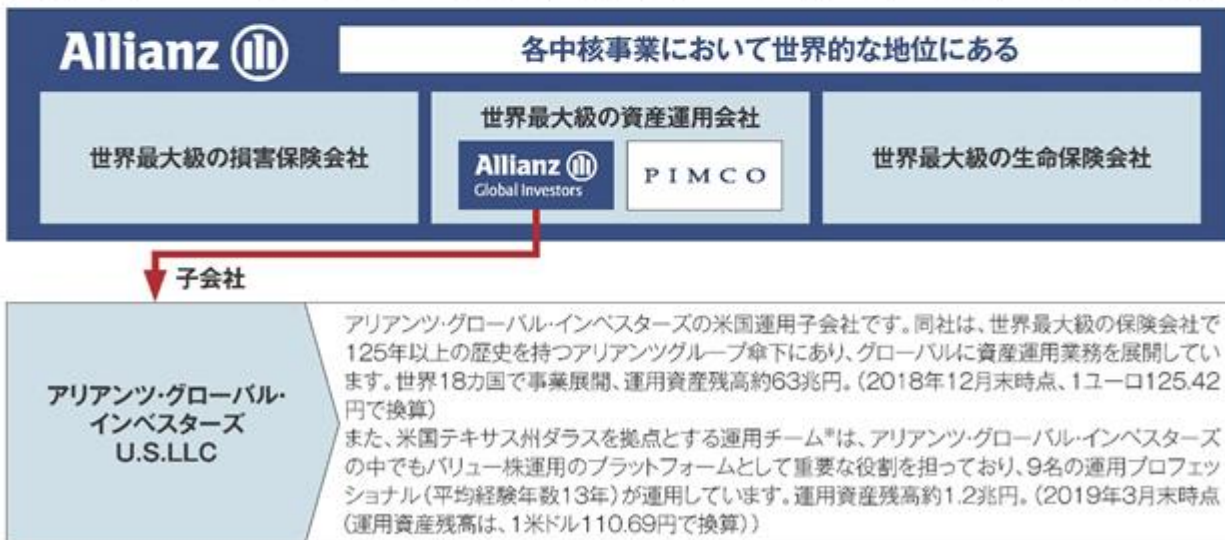 Allianz
各中核事業において世界的な地位にある
世界最大級の損害保険会社
世界最大級の資産運用会社
Allianz
Global Investors
PIMCO
世界最大級の生命保険会社
子会社
アリアンツ・グローバル・
インベスターズ
U.S.LLC
アリアンツ・グローバル・インベスターズの米国運用子会社です。同社は、世界最大級の保険会社で
125年以上の歴史を持つアリアンツグループ傘下にあり、グローバルに資産運用業務を展開してい
ます。世界18カ国で事業展開、運用資産残高約63兆円。(2018年12月末時点、1ユーロ125.42
円で換算)
また、米国テキサス州ダラスを拠点とする運用チーム※は、アリアンツ・グローバル・インベスターズ
の中でもバリュー株運用のプラットフォームとして重要な役割を担っており、9名の運用プロフェッ
ショナル(平均経験年数13年)が運用しています。運用資産残高約1.2兆円。(2019年3月末時点
(運用資産残高は、1米ドル110.69円で換算))